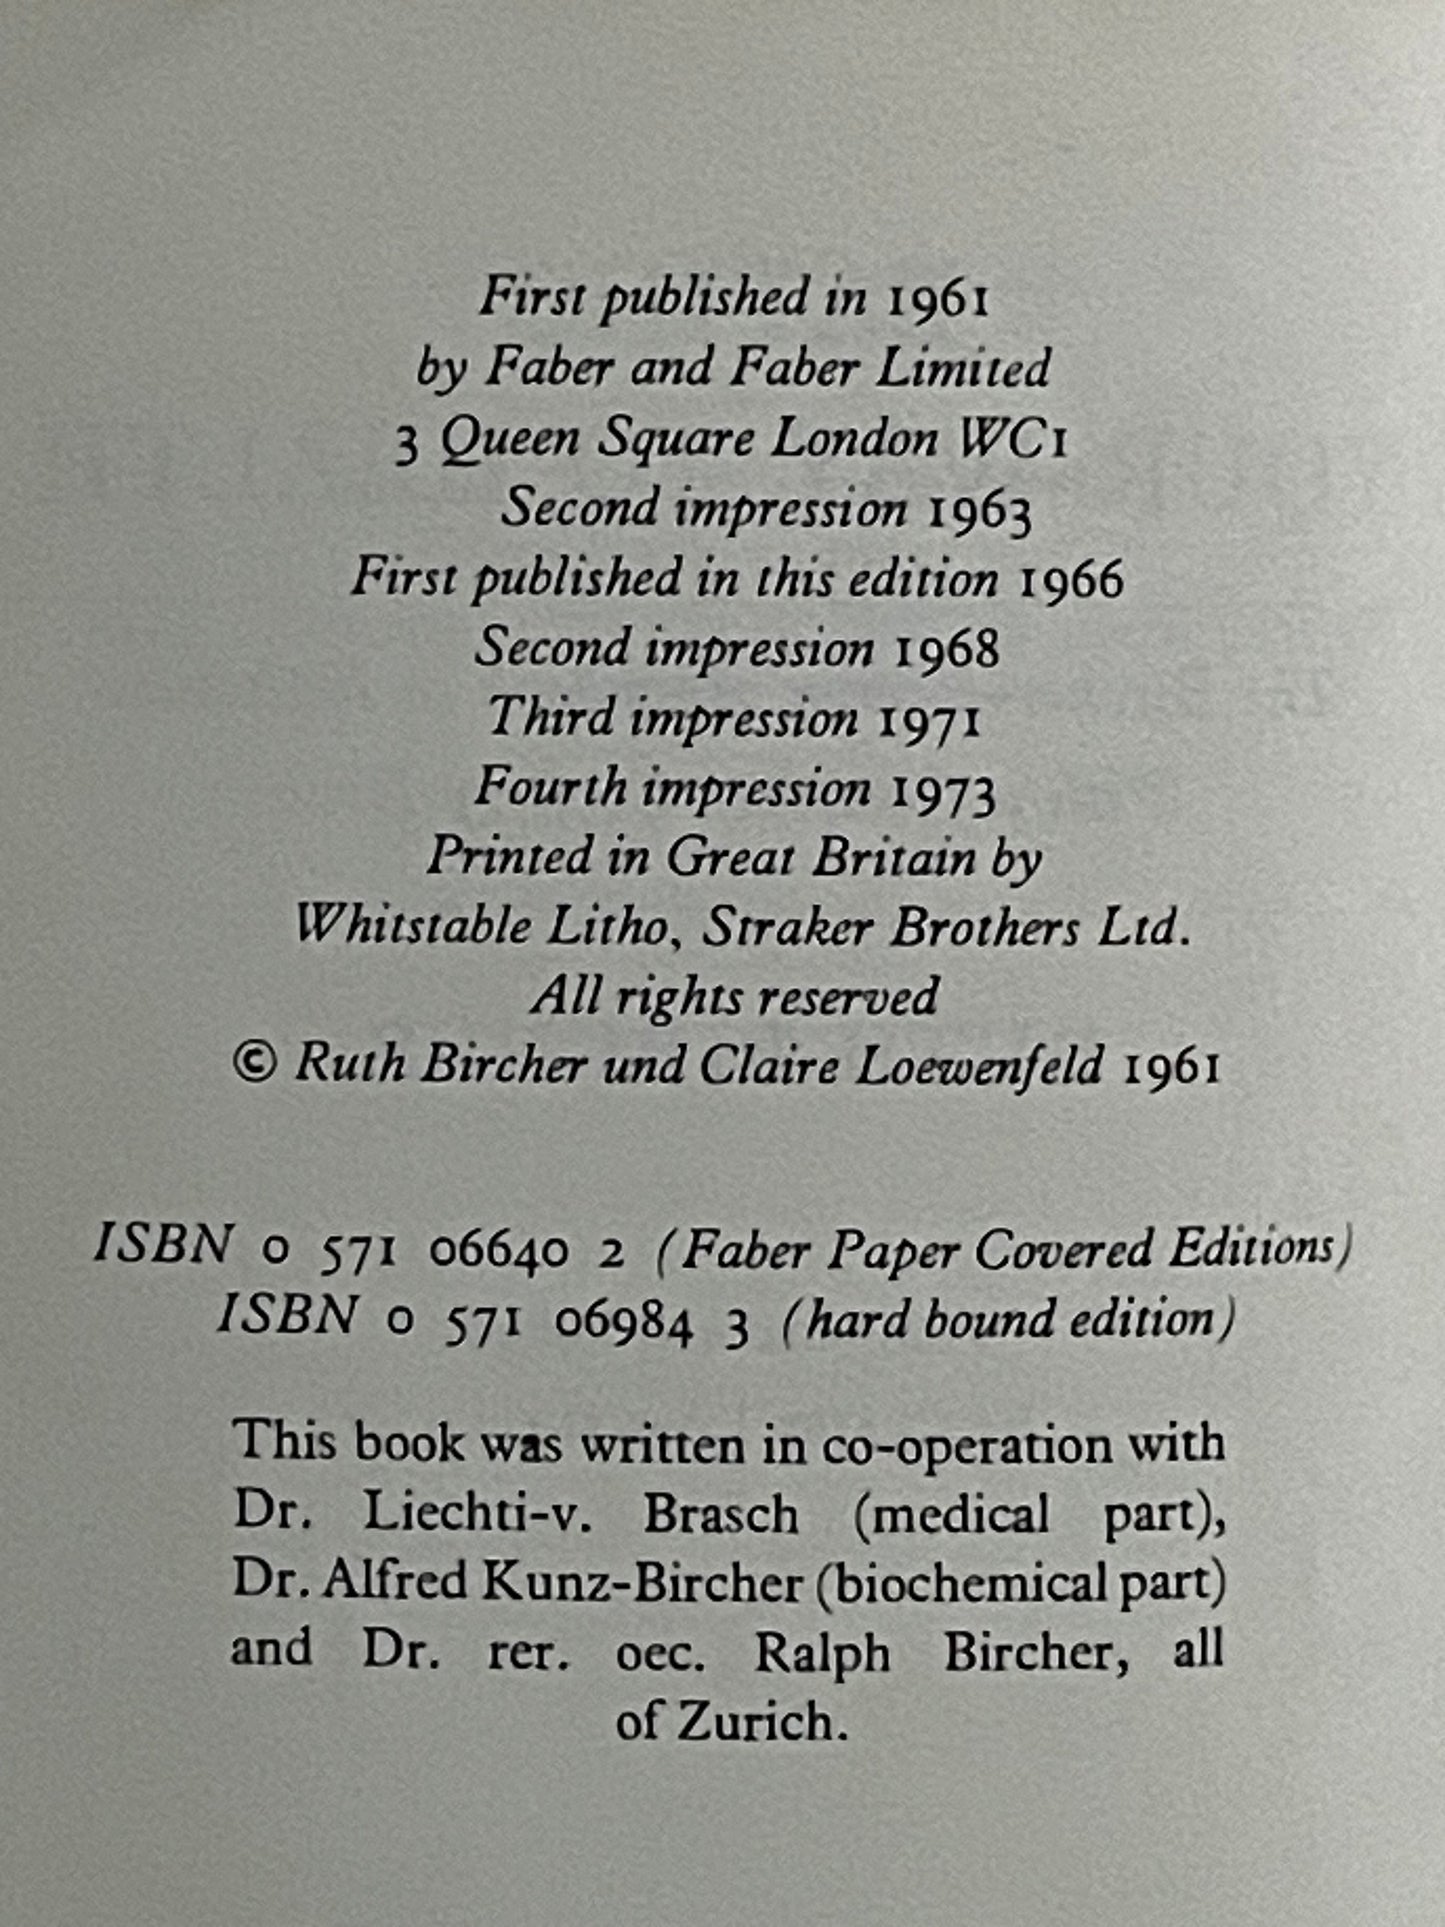 First published in 1961
by Faber and Faber Limited
3 Queen Square London WC1
Second impression 1963
First published in this edition 1966
Second impression 1968
Third impression 1971
Fourth impression 1973
Printed in Great Britain by
Whitstable Litho, Straker Brothers Ltd.
All rights reserved
© Ruth Bircher und Claire Loewenfeld 1961
ISBN 0 571 06640 2 (Faber Paper Covered Editions)
ISBN 0 571 06984 3 (hard bound edition)
This book was written in co-operation with
Dr. Liechti-v. Brasch (medical part),
Dr. Alfred Kunz-Bircher (biochemical part)
and Dr. rer. oec. Ralph Bircher, all
of Zurich.